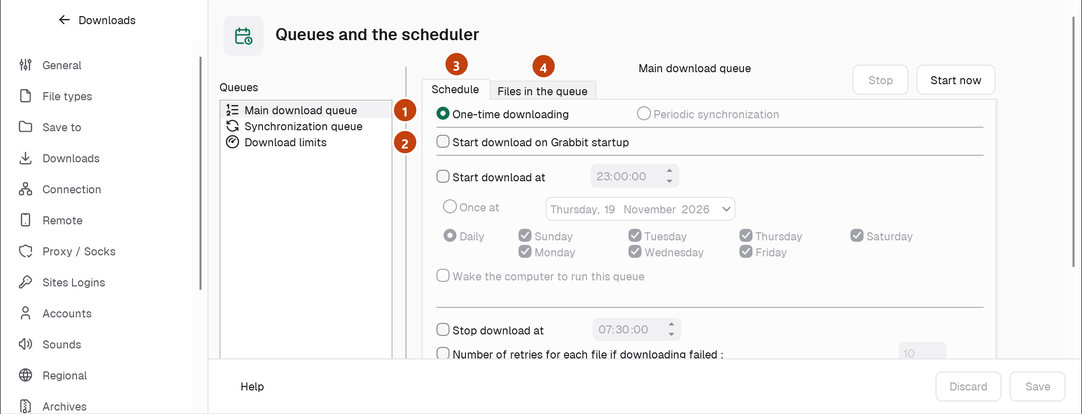 Downloads
General
File types
Save to
Downloads
Connection
Remote
Proxy / Socks
Sites Logins
Accounts
Sounds
Regional
Archives
Queues and the scheduler
Queues
Main download queue
Synchronization queue
Download limits
1
2
3
4
Main download queue
Stop
Start now
Schedule
Files in the queue
One-time downloading
Periodic synchronization
Start download on Grabbit startup
Start download at
23:00:00
Once at
Thursday, 19 November 2026
Daily
Sunday
Tuesday
Thursday
Saturday
Monday
Wednesday
Friday
Wake the computer to run this queue
Stop download at
07:30:00
Number of retries for each file if downloading failed :
10
Help
Discard
Save